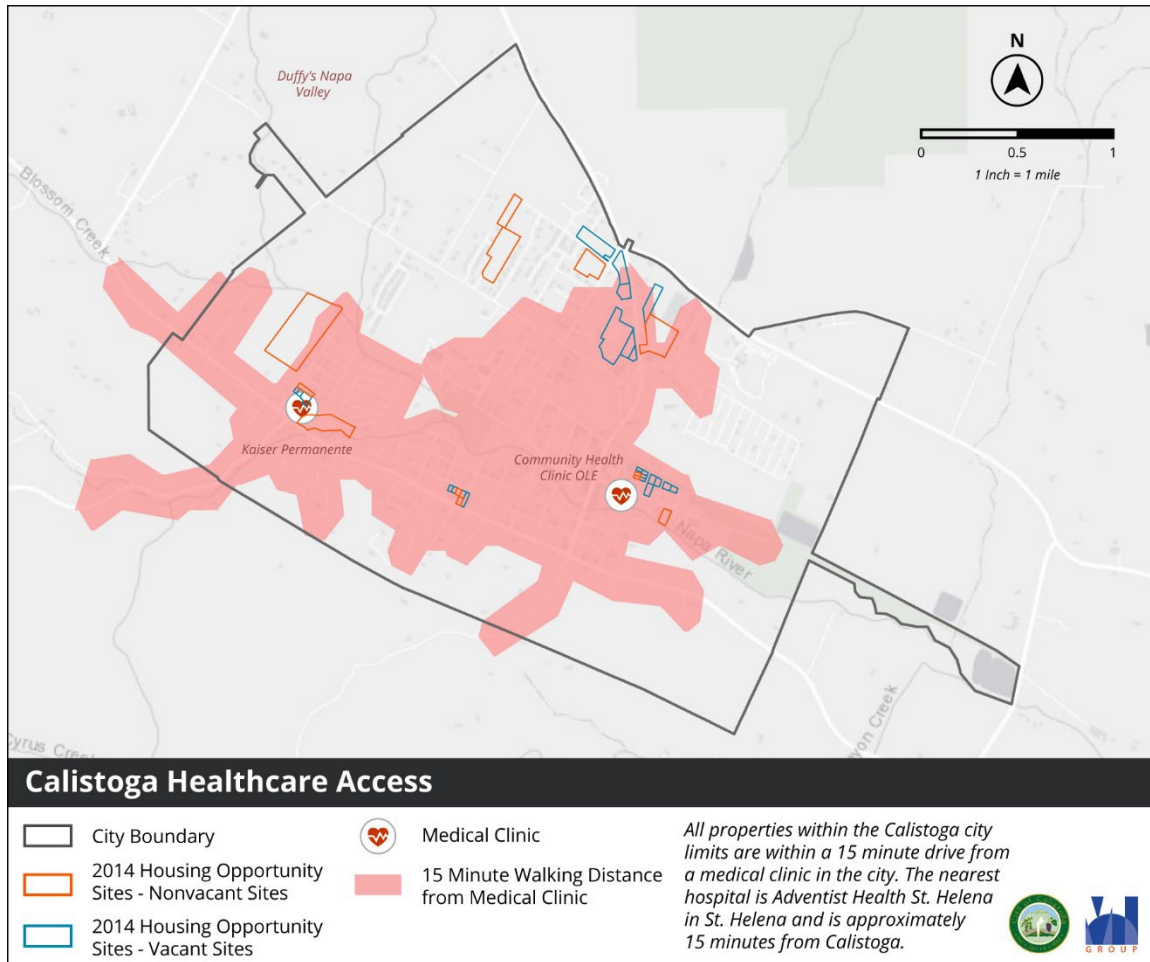 Duffy's Napa
Valley
N
0
0.5
1
1 Inch = 1 mile
Blossom Creek
Kaiser Permanente
Community Health
Clinic OLE
Napa River
yon Creek
Cyrus Creek
Calistoga Healthcare Access
City Boundary
2014 Housing Opportunity
Sites - Nonvacant Sites
2014 Housing Opportunity
Sites - Vacant Sites
Medical Clinic
15 Minute Walking Distance
from Medical Clinic
All properties within the Calistoga city
limits are within a 15 minute drive from
a medical clinic in the city. The nearest
hospital is Adventist Health St. Helena
in St. Helena and is approximately
15 minutes from Calistoga.
GROUP